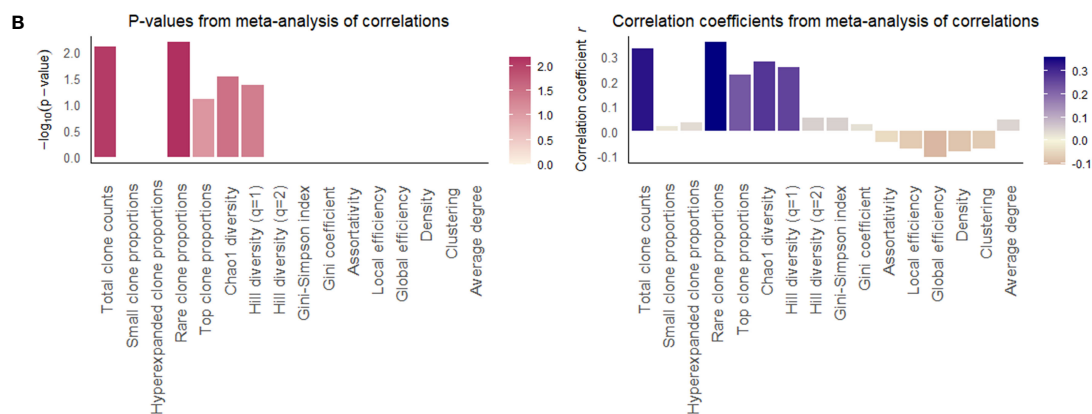 B
P-values from meta-analysis of correlations
−log₁₀(p −value)
2.0
1.5
1.0
0.5
0.0
2.0
1.5
1.0
0.5
0.0
Total clone counts
Small clone proportions
Hyperexpanded clone proportions
Rare clone proportions
Top clone proportions
Chao1 diversity
Hill diversity (q=1)
Hill diversity (q=2)
Gini-Simpson index
Gini coefficient
Assortativity
Local efficiency
Global efficiency
Density
Clustering
Average degree
Correlation coefficients from meta-analysis of correlations
Correlation coefficient r
0.3
0.2
0.1
0.0
-0.1
0.3
0.2
0.1
0.0
-0.1
Total clone counts
Small clone proportions
Hyperexpanded clone proportions
Rare clone proportions
Top clone proportions
Chao1 diversity
Hill diversity (q=1)
Hill diversity (q=2)
Gini-Simpson index
Gini coefficient
Assortativity
Local efficiency
Global efficiency
Density
Clustering
Average degree